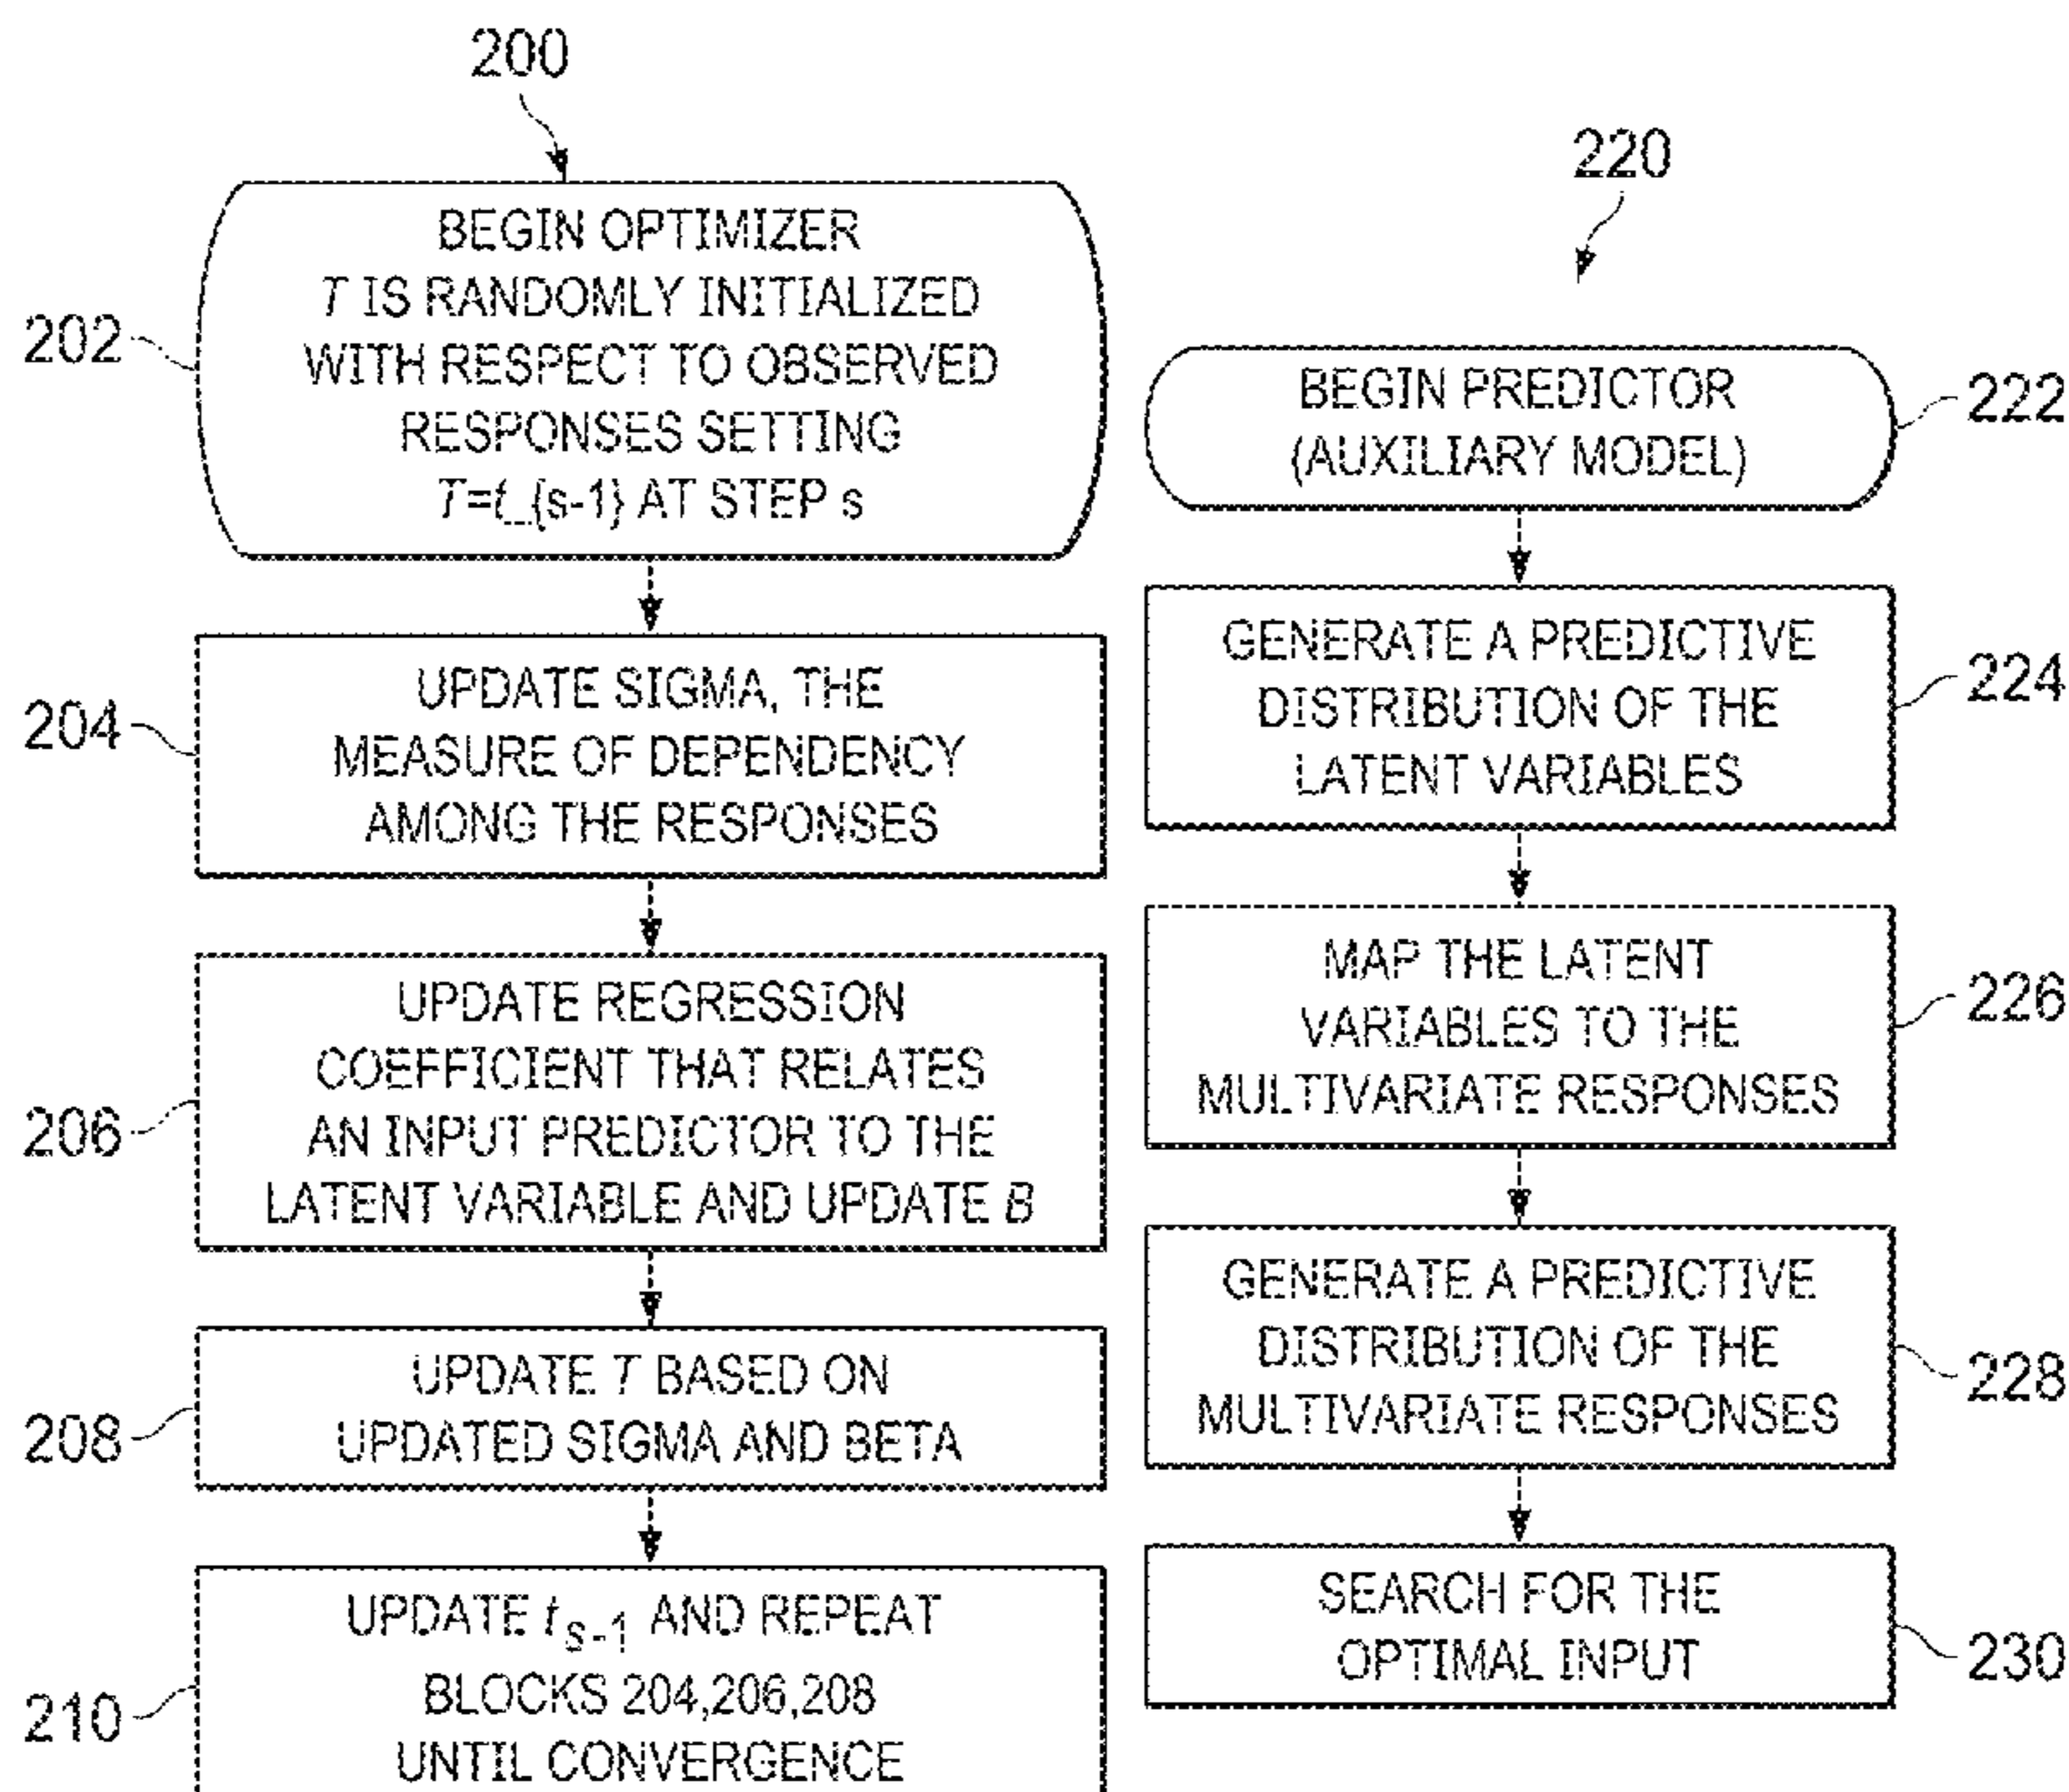 200
202
BEGIN OPTIMIZER
T IS RANDOMLY INITIALIZED
WITH RESPECT TO OBSERVED
RESPONSES SETTING
T=t_{s-1} AT STEP s
204
UPDATE SIGMA, THE
MEASURE OF DEPENDENCY
AMONG THE RESPONSES
206
UPDATE REGRESSION
COEFFICIENT THAT RELATES
AN INPUT PREDICTOR TO THE
LATENT VARIABLE AND UPDATE B
208
UPDATE T BASED ON
UPDATED SIGMA AND BETA
210
UPDATE t_{s-1} AND REPEAT
BLOCKS 204,206,208
UNTIL CONVERGENCE
220
BEGIN PREDICTOR
(AUXILIARY MODEL)
222
GENERATE A PREDICTIVE
DISTRIBUTION OF THE
LATENT VARIABLES
224
MAP THE LATENT
VARIABLES TO THE
MULTIVARIATE RESPONSES
226
GENERATE A PREDICTIVE
DISTRIBUTION OF THE
MULTIVARIATE RESPONSES
228
SEARCH FOR THE
OPTIMAL INPUT
230